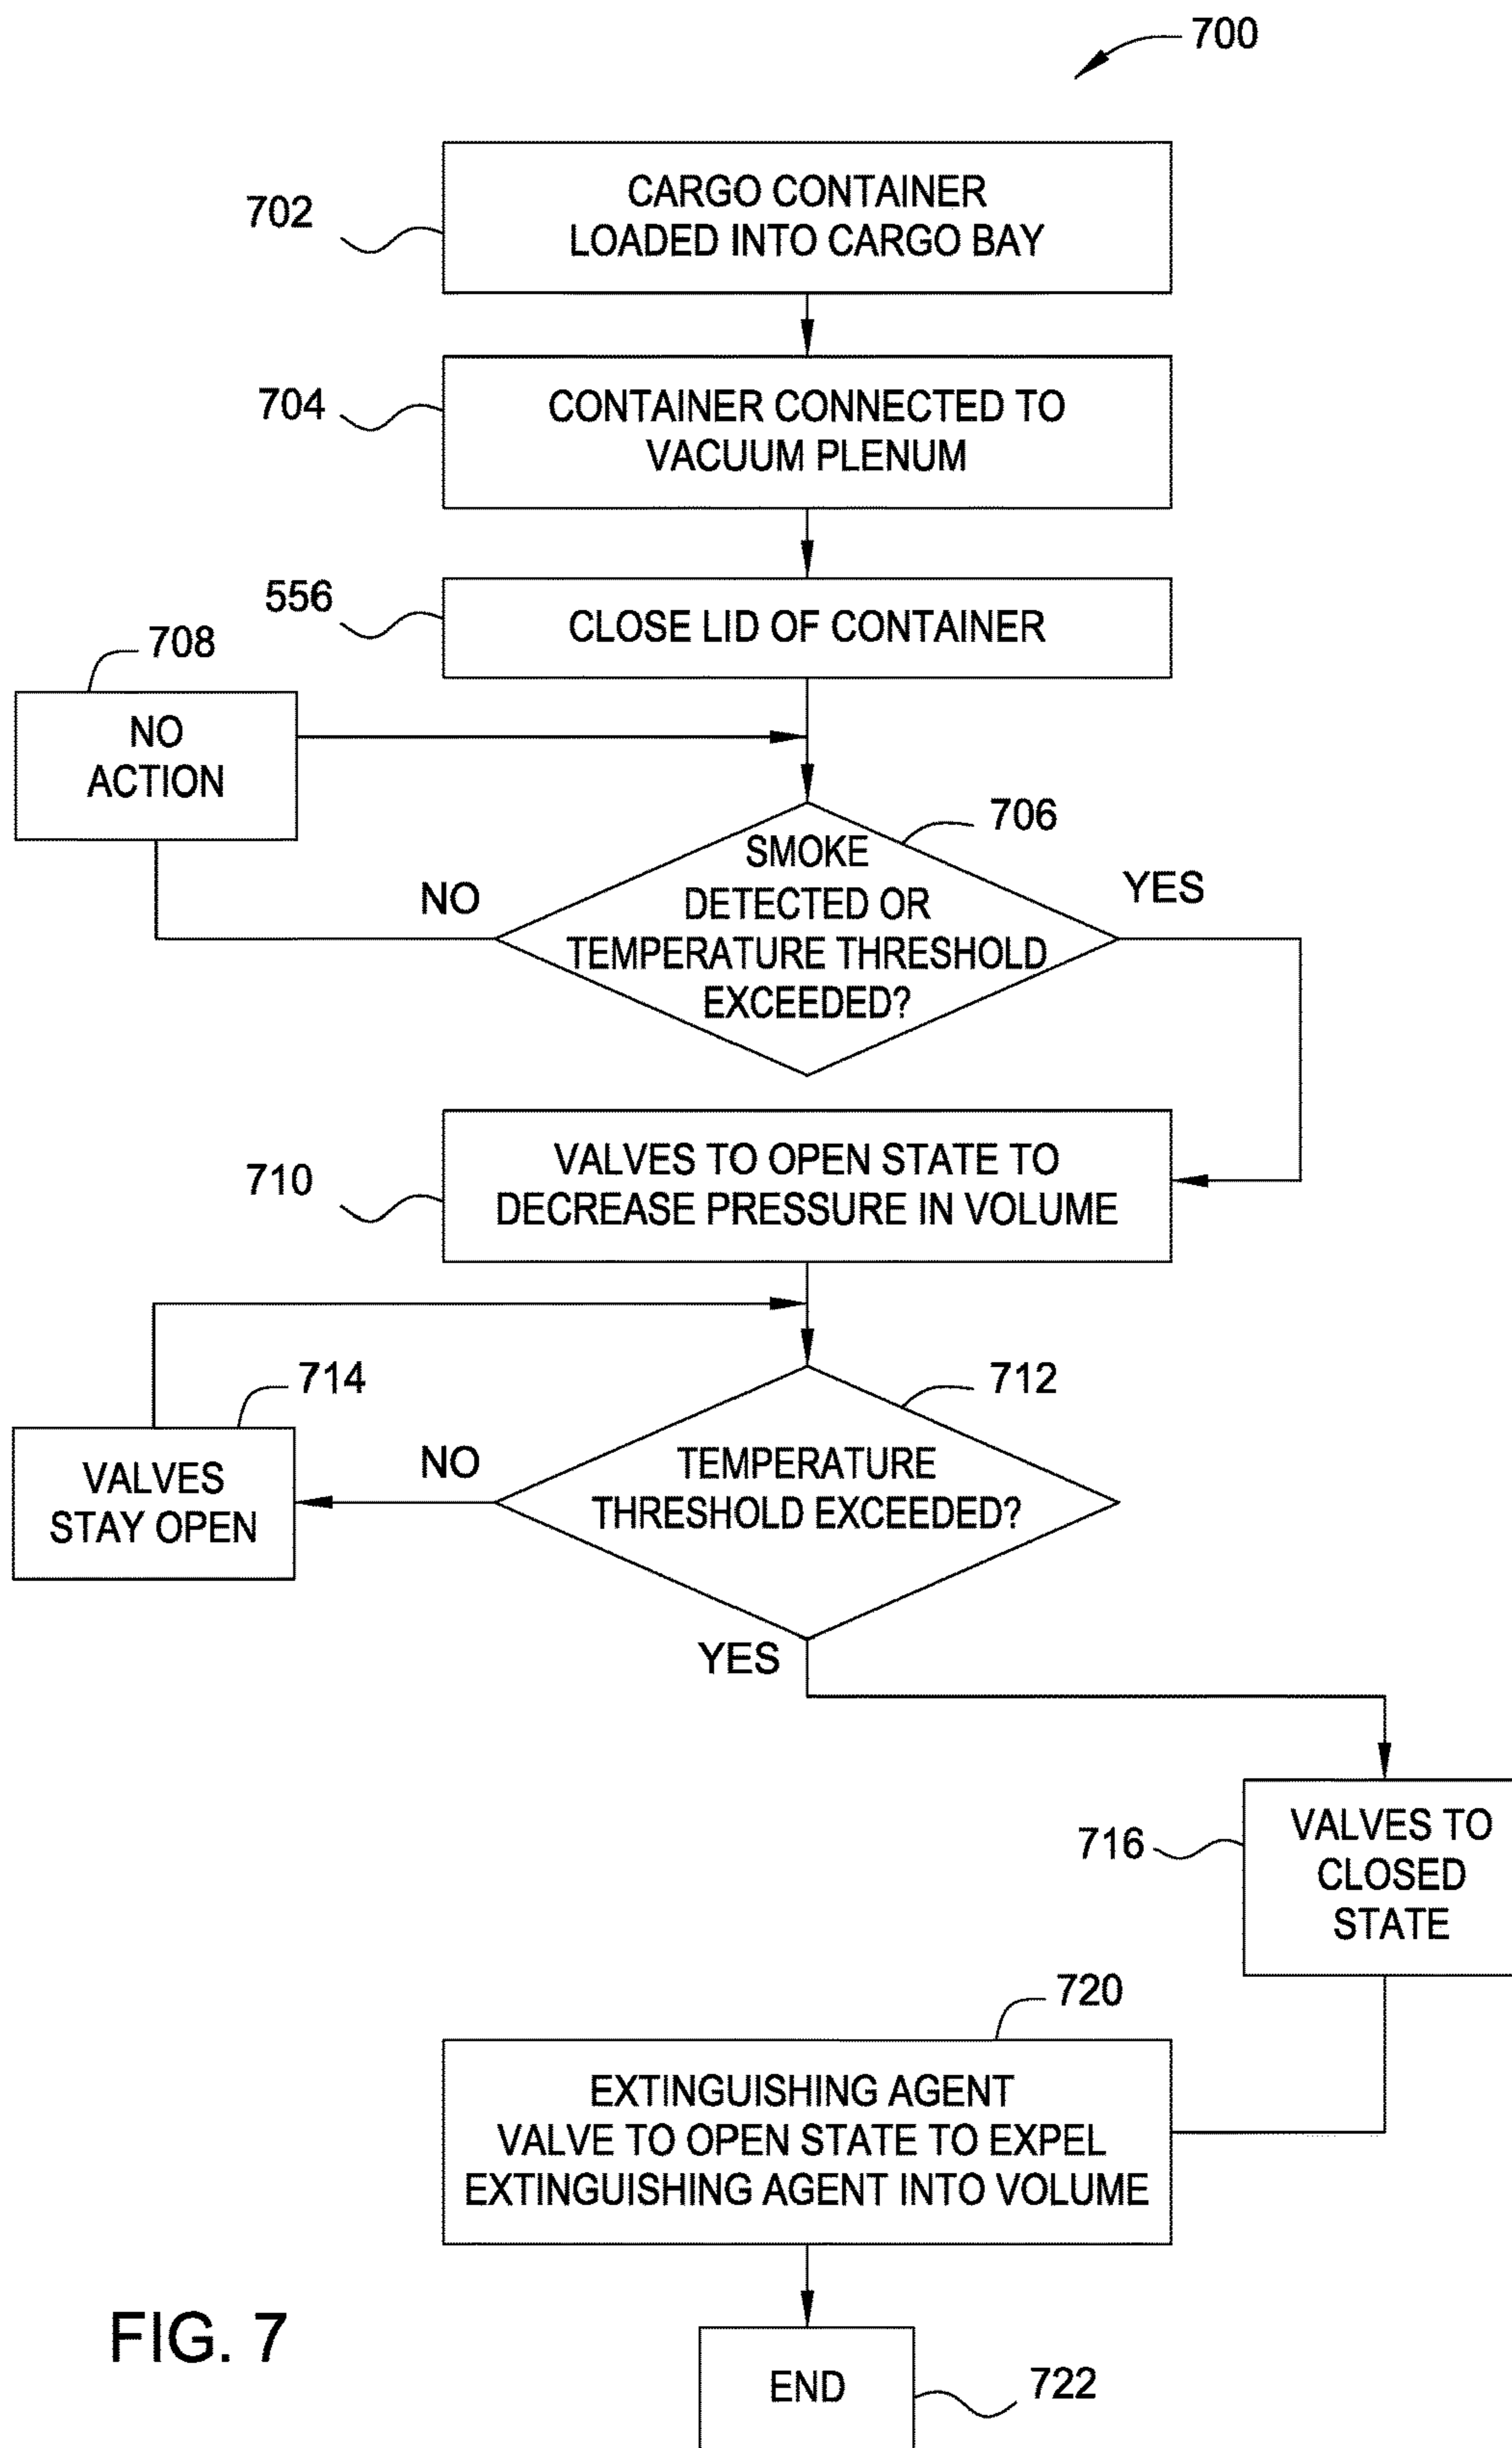 700
702
CARGO CONTAINER
LOADED INTO CARGO BAY
704
CONTAINER CONNECTED TO
VACUUM PLENUM
556
CLOSE LID OF CONTAINER
708
NO
ACTION
706
SMOKE
DETECTED OR
TEMPERATURE THRESHOLD
EXCEEDED?
NO
YES
710
VALVES TO OPEN STATE TO
DECREASE PRESSURE IN VOLUME
714
VALVES
STAY OPEN
NO
712
TEMPERATURE
THRESHOLD EXCEEDED?
YES
716
VALVES TO
CLOSED
STATE
720
EXTINGUISHING AGENT
VALVE TO OPEN STATE TO EXPEL
EXTINGUISHING AGENT INTO VOLUME
END
722
FIG. 7